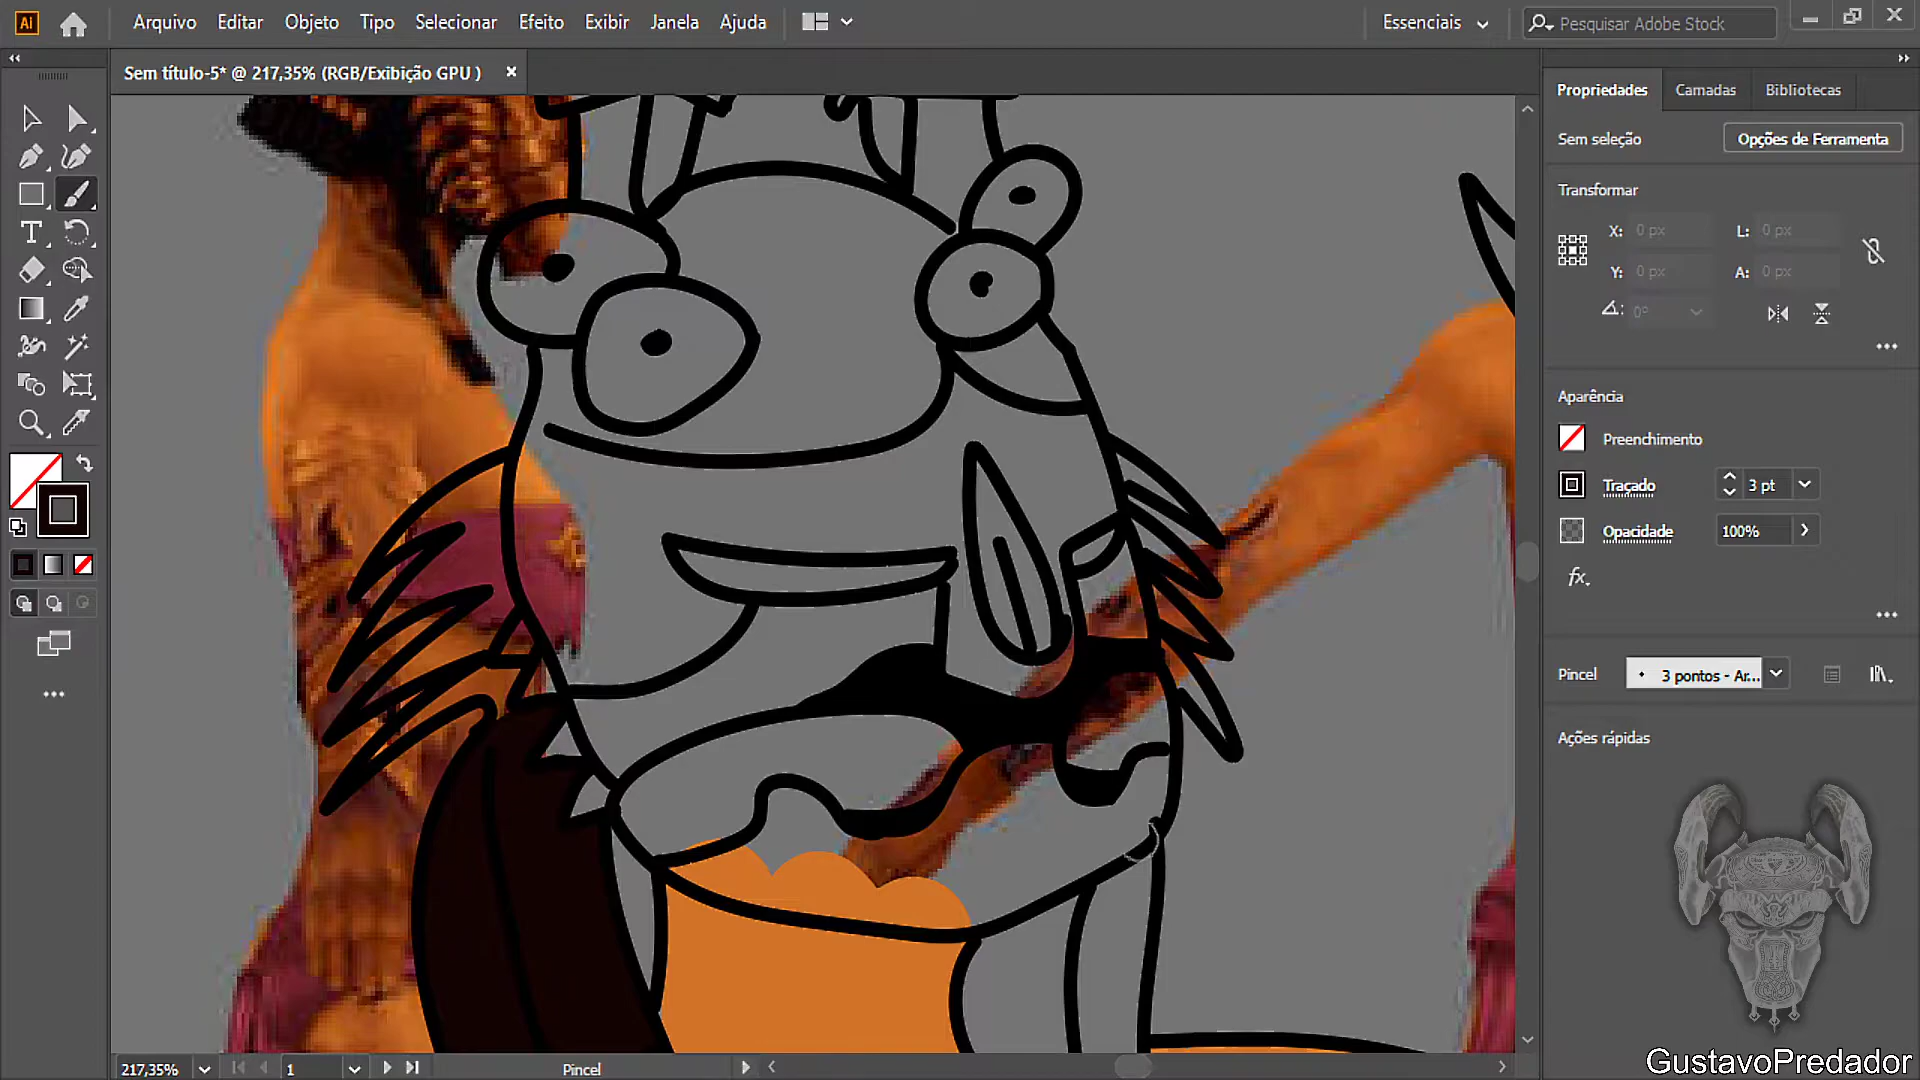 Ai
Arquivo Editar Objeto Tipo Selecionar Efeito Exibir Janela Ajuda
Essenciais
Pesquisar Adobe Stock
Sem título-5* @ 217,35% (RGB/Exibição GPU )
Propriedades Camadas Bibliotecas
Sem seleção
Opções de Ferramenta
Transformar
X: 0 px L: 0 px
Y: 0 px A: 0 px
0°
Aparência
Preenchimento
Traçado 3 pt
Opacidade 100%
fx.
Pincel 3 pontos - Ar...
Ações rápidas
217,35% 1 Pincel
GustavoPredador